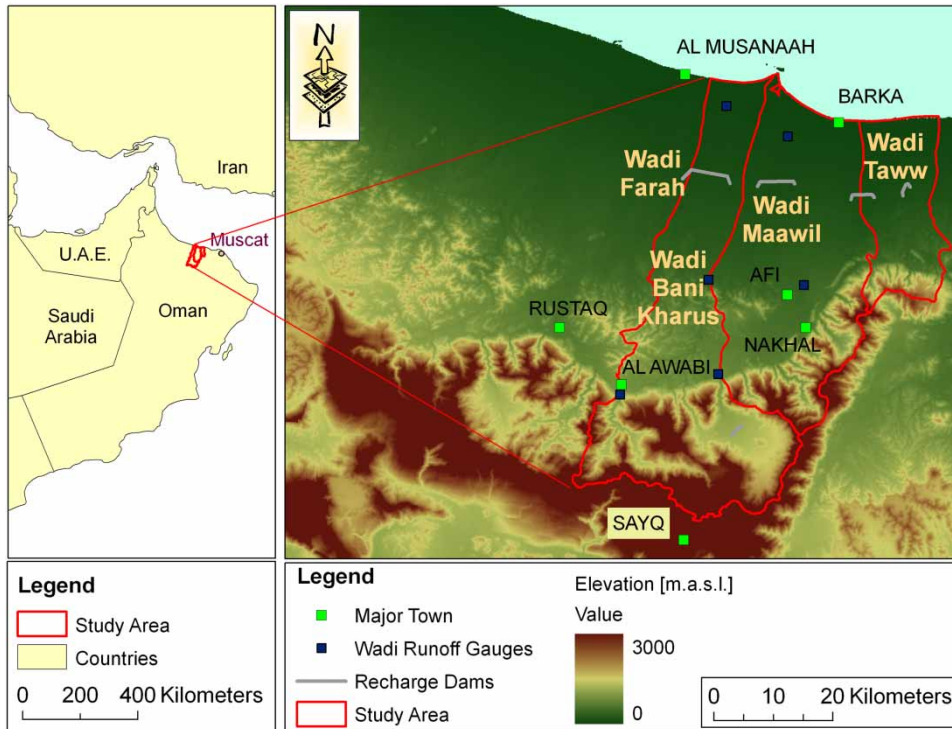 Iran
Muscat
U.A.E.
Saudi
Arabia
Oman
Legend
Study Area
Countries
0 200 400 Kilometers
N
AL MUSANAAH
BARKA
Wadi
Farah
Wadi
Taww
Wadi
Maawil
Wadi
Bani
Kharus
AFI
RUSTAQ
NAKHAL
AL AWABI
SAYQ
Legend
Major Town
Wadi Runoff Gauges
Recharge Dams
Study Area
Elevation [m.a.s.l.]
Value
3000
0
0 10 20 Kilometers